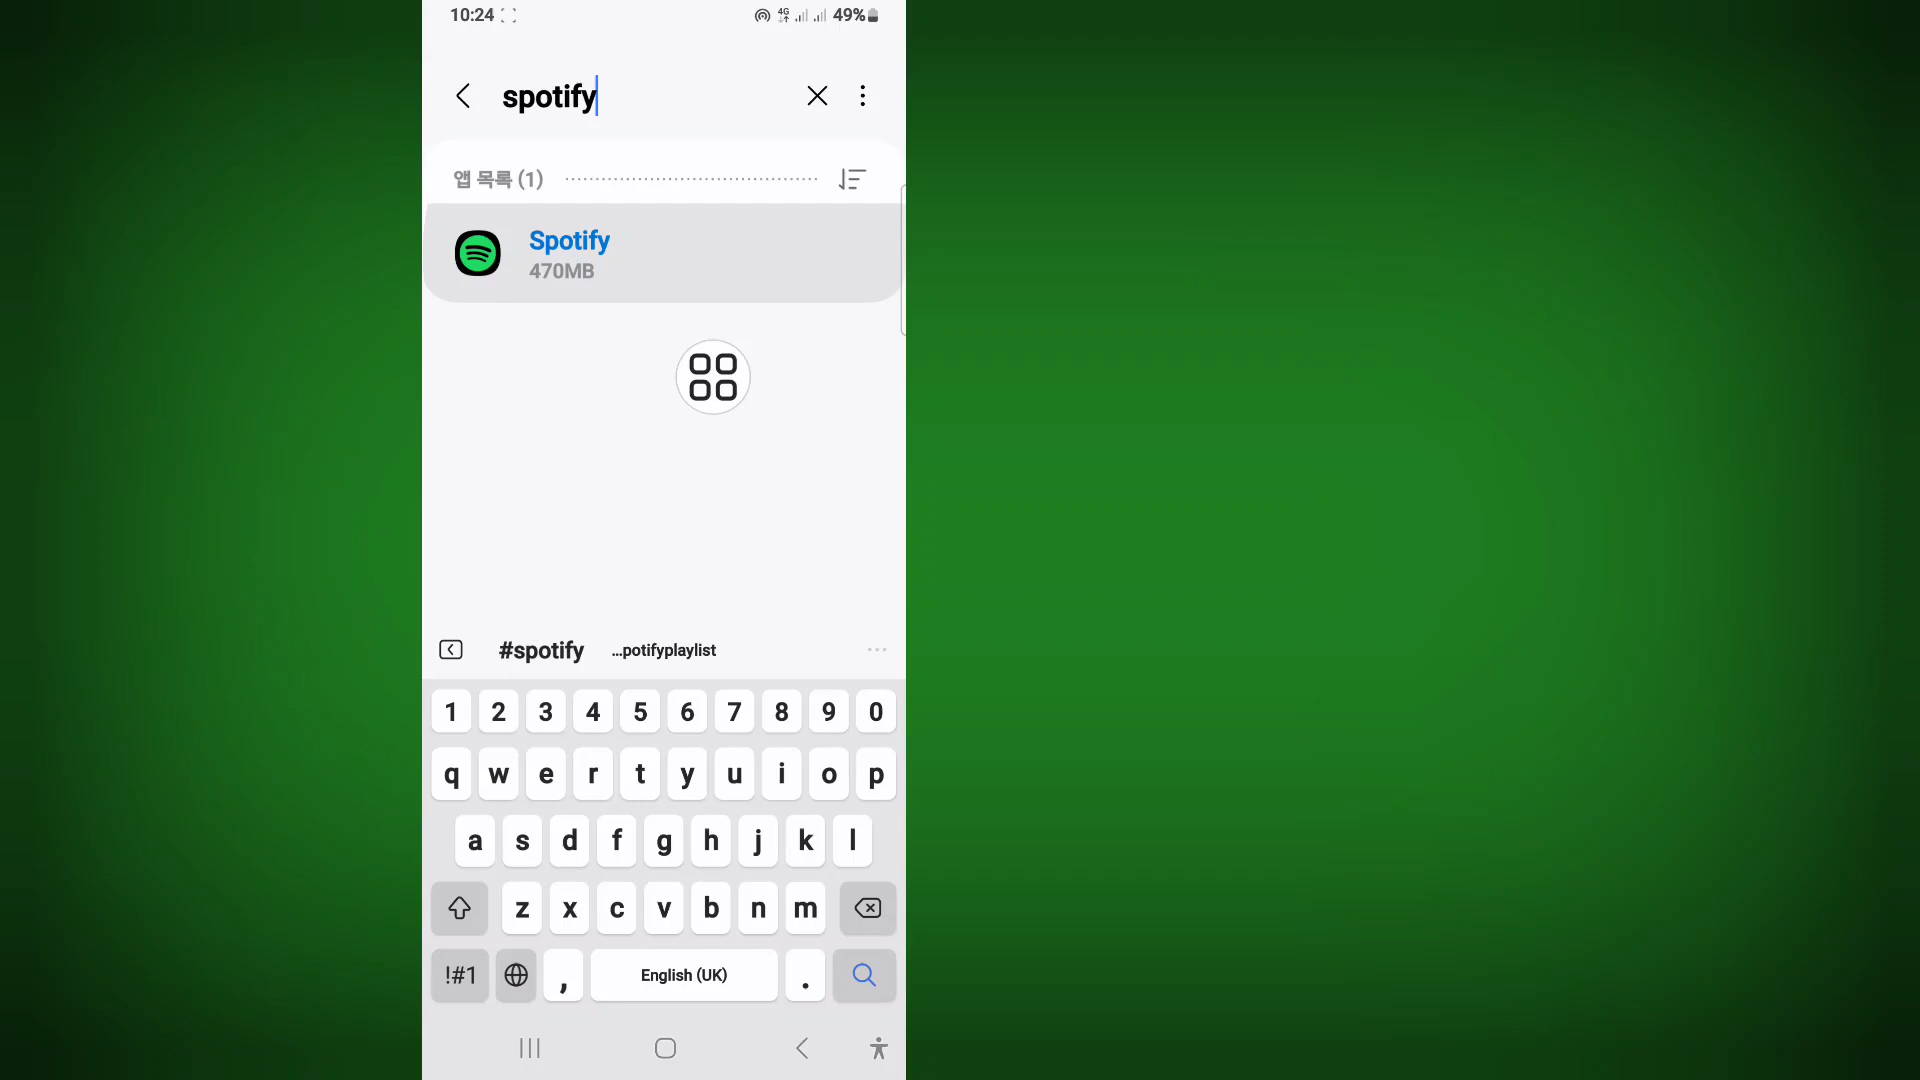 10:24
4G 49%
spotify
앱 목록 (1)
Spotify
470MB
#spotify ...potifyplaylist
1 2 3 4 5 6 7 8 9 0
q w e r t y u i o p
a s d f g h j k l
z x c v b n m
!#1 , English (UK) .